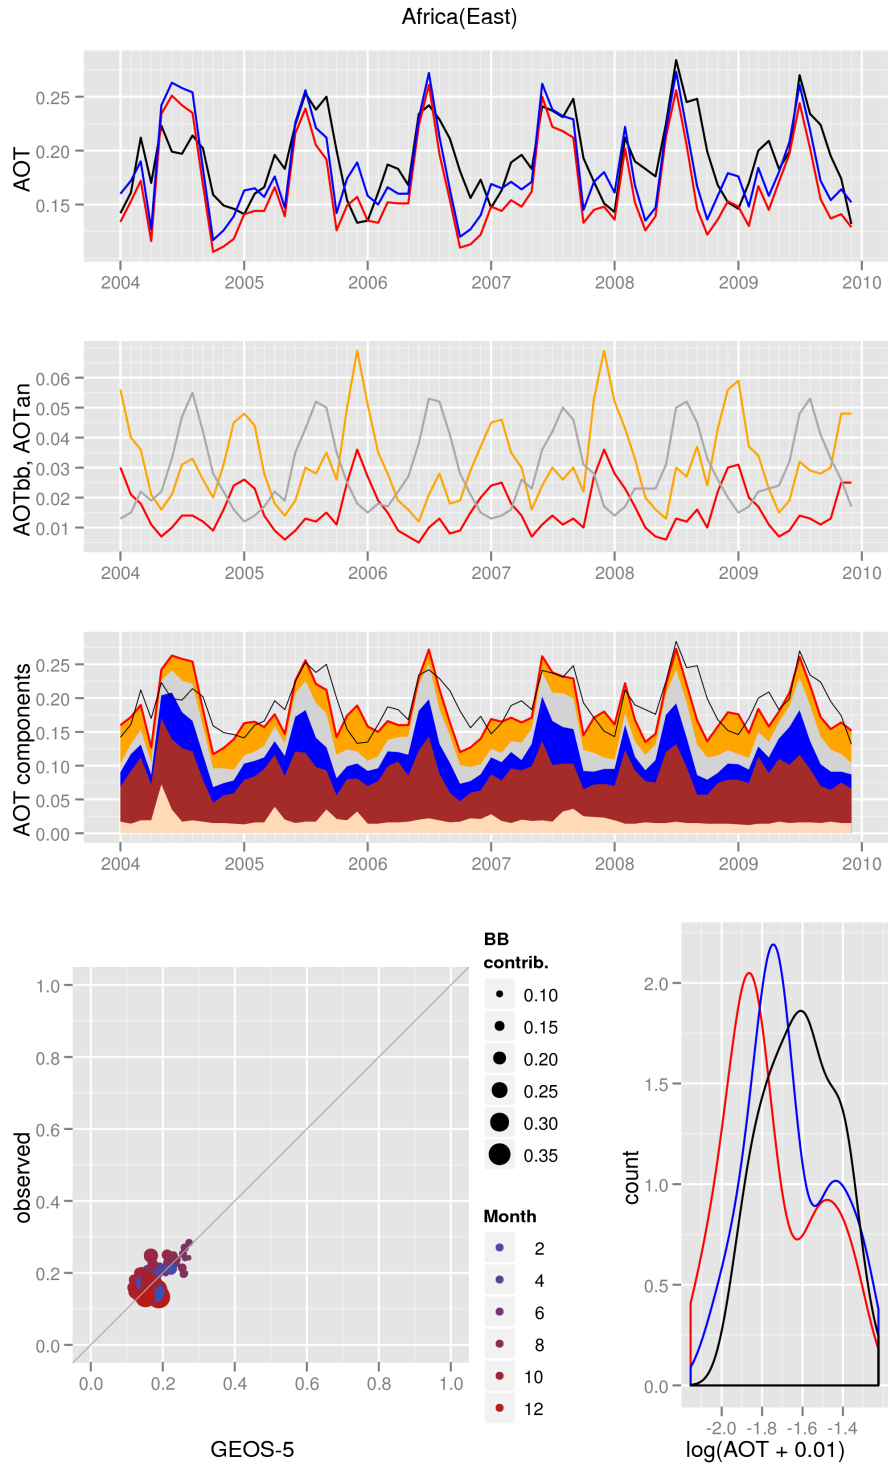 Africa(East)
AOT
0.25
0.20
0.15
2004 2005 2006 2007 2008 2009 2010
AOTbb, AOTan
0.06
0.05
0.04
0.03
0.02
0.01
2004 2005 2006 2007 2008 2009 2010
AOT components
0.25
0.20
0.15
0.10
0.05
0.00
2004 2005 2006 2007 2008 2009 2010
observed
1.0
0.8
0.6
0.4
0.2
0.0
0.0 0.2 0.4 0.6 0.8 1.0
GEOS-5
BB
contrib.
0.10
0.15
0.20
0.25
0.30
0.35
Month
2
4
6
8
10
12
count
2.0
1.5
1.0
0.5
0.0
-2.0 -1.8 -1.6 -1.4
log(AOT + 0.01)